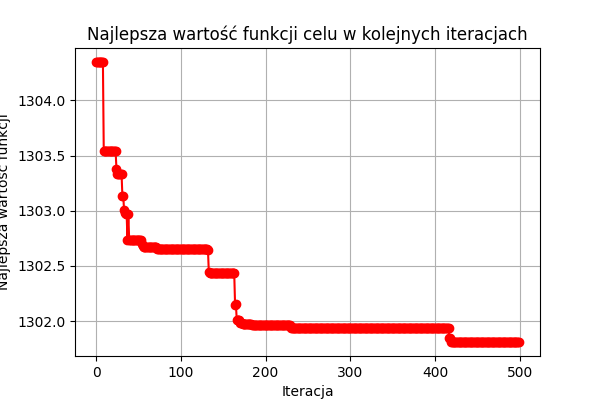 Najlepsza wartość funkcji celu w kolejnych iteracjach
Najlepsza wartość funkcji
1304.0
1303.5
1303.0
1302.5
1302.0
0 100 200 300 400 500
Iteracja